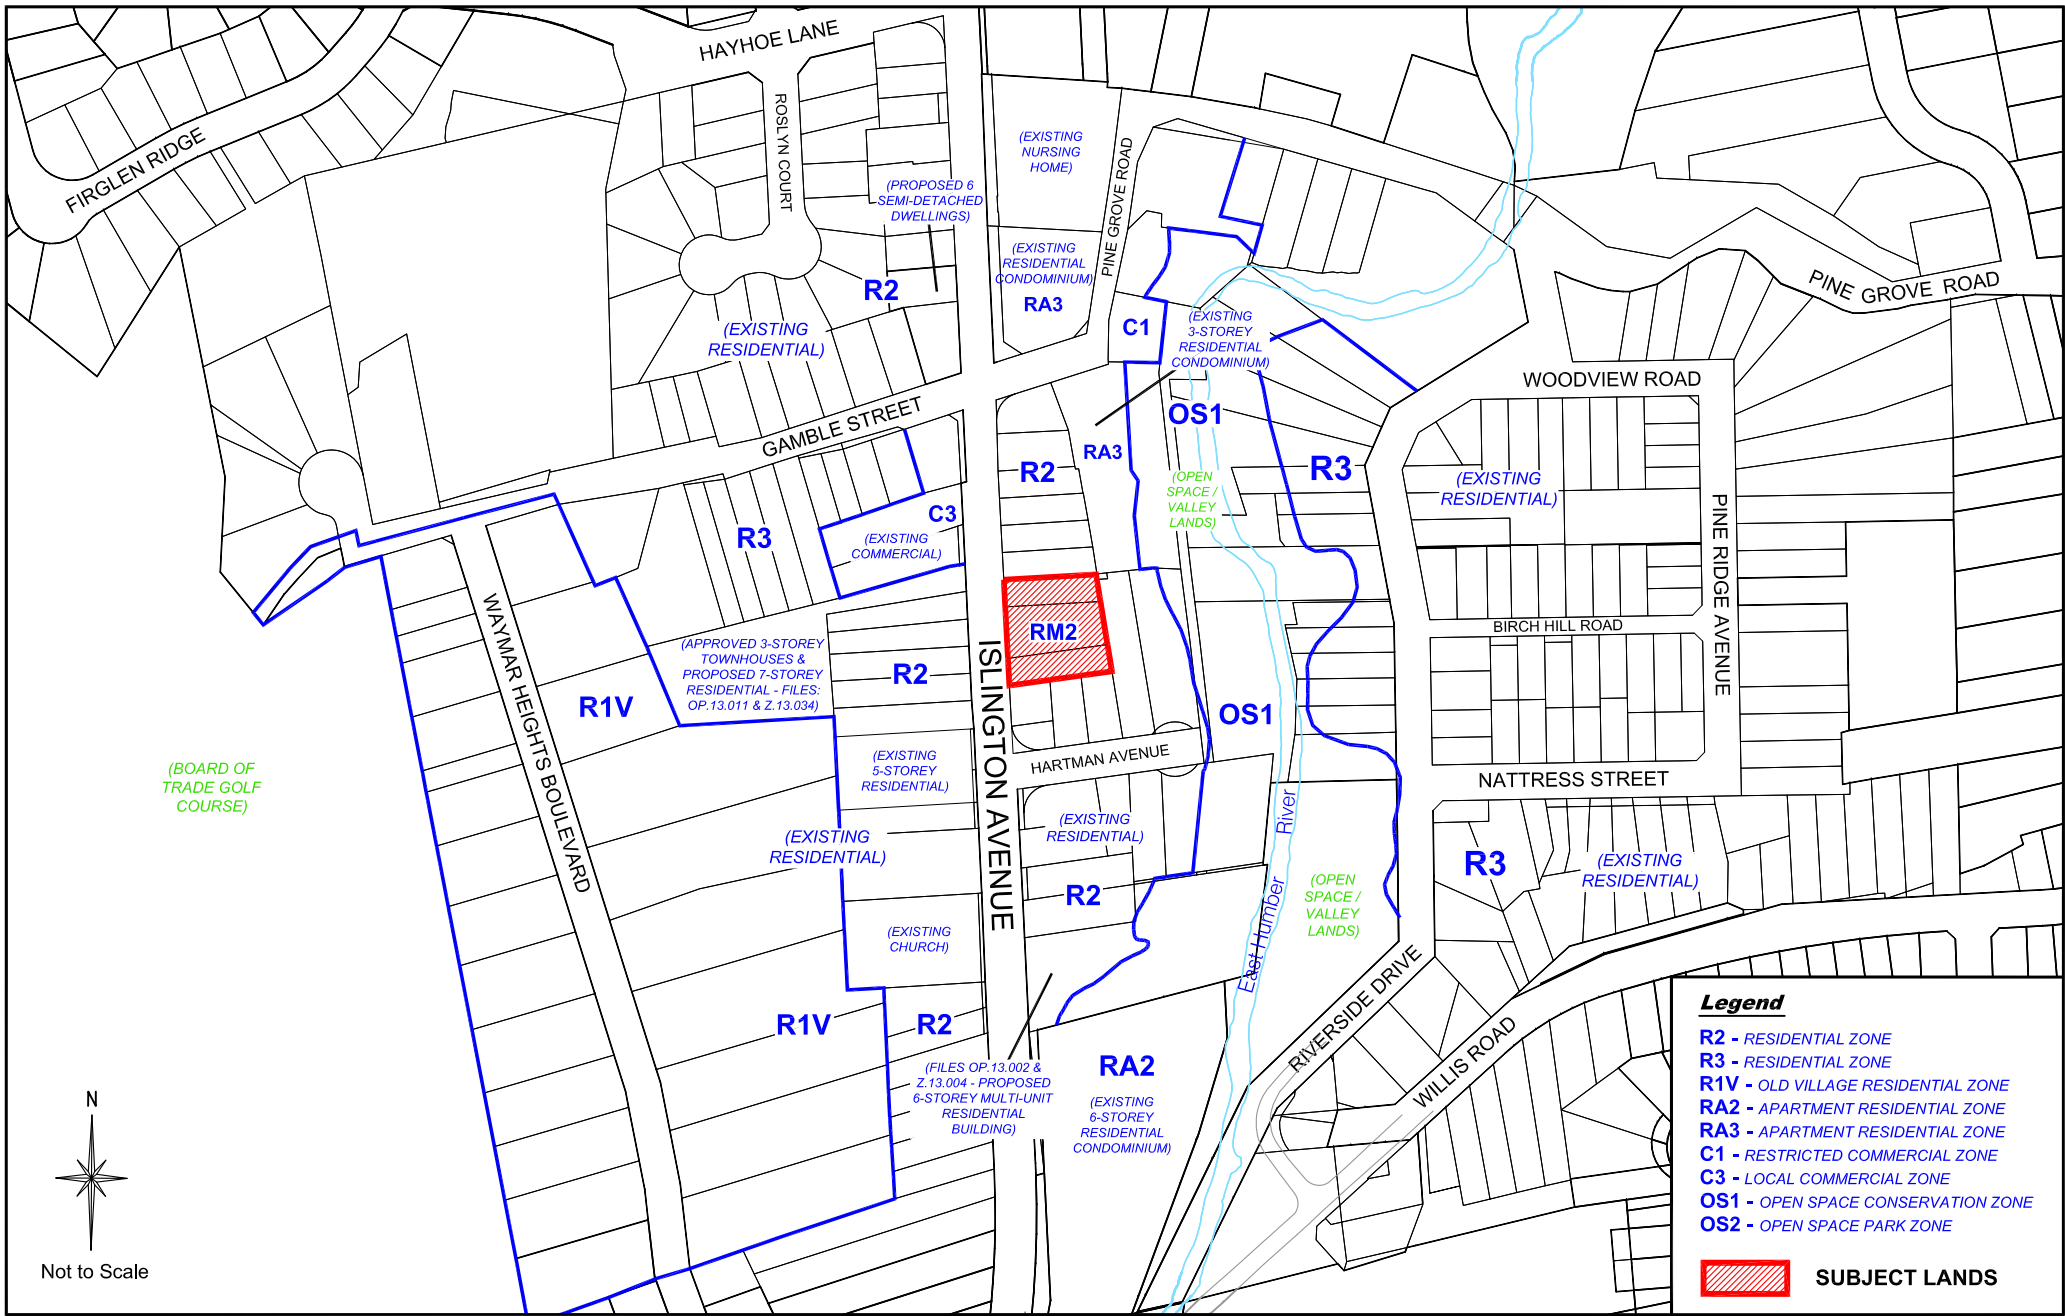 HAYHOE LANE
FIRGLEN RIDGE
ROSLYN COURT
(EXISTING
NURSING
HOME)
PINE GROVE ROAD
(PROPOSED 6
SEMI-DETACHED
DWELLINGS)
(EXISTING
RESIDENTIAL
CONDOMINIUM)
RA3
R2
(EXISTING
RESIDENTIAL)
C1
(EXISTING
3-STOREY
RESIDENTIAL
CONDOMINIUM)
PINE GROVE ROAD
WOODVIEW ROAD
GAMBLE STREET
OS1
R2
RA3
R3
(OPEN
SPACE /
VALLEY
LANDS)
(EXISTING
RESIDENTIAL)
PINE RIDGE AVENUE
R3
C3
(EXISTING
COMMERCIAL)
WAYMAR HEIGHTS BOULEVARD
RM2
BIRCH HILL ROAD
(APPROVED 3-STOREY
TOWNHOUSES &
PROPOSED 7-STOREY
RESIDENTIAL - FILES:
OP.13.011 & Z.13.034)
R2
R1V
ISLINGTON AVENUE
OS1
HARTMAN AVENUE
(EXISTING
5-STOREY
RESIDENTIAL)
NATTRESS STREET
(BOARD OF
TRADE GOLF
COURSE)
(EXISTING
RESIDENTIAL)
(EXISTING
RESIDENTIAL)
East Humber River
R3
(EXISTING
RESIDENTIAL)
R2
(OPEN
SPACE /
VALLEY
LANDS)
(EXISTING
CHURCH)
R1V
R2
RIVERSIDE DRIVE
WILLIS ROAD
(FILES OP.13.002 &
Z.13.004 - PROPOSED
6-STOREY MULTI-UNIT
RESIDENTIAL
BUILDING)
RA2
(EXISTING
6-STOREY
RESIDENTIAL
CONDOMINIUM)
N
Not to Scale
Legend
R2 - RESIDENTIAL ZONE
R3 - RESIDENTIAL ZONE
R1V - OLD VILLAGE RESIDENTIAL ZONE
RA2 - APARTMENT RESIDENTIAL ZONE
RA3 - APARTMENT RESIDENTIAL ZONE
C1 - RESTRICTED COMMERCIAL ZONE
C3 - LOCAL COMMERCIAL ZONE
OS1 - OPEN SPACE CONSERVATION ZONE
OS2 - OPEN SPACE PARK ZONE
SUBJECT LANDS